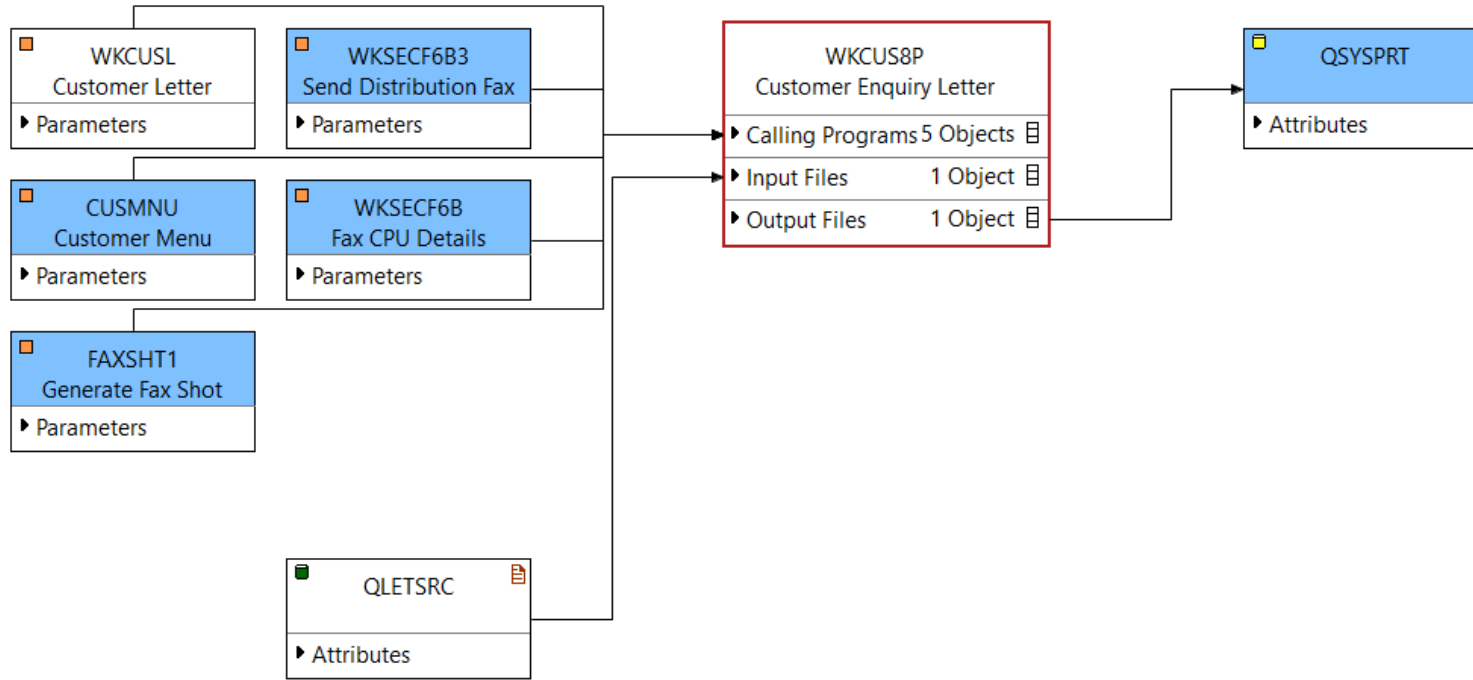 WKCUSL
Customer Letter
Parameters
WKSECF6B3
Send Distribution Fax
Parameters
WKCUS8P
Customer Enquiry Letter
Calling Programs 5 Objects
Input Files 1 Object
Output Files 1 Object
QSYSPRT
Attributes
CUSMNU
Customer Menu
Parameters
WKSECF6B
Fax CPU Details
Parameters
FAXSHT1
Generate Fax Shot
Parameters
QLETSRC
Attributes